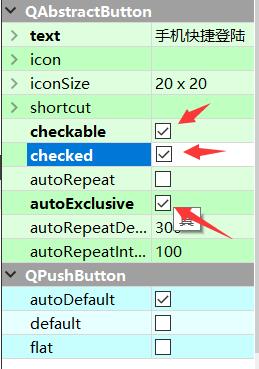 QAbstractButton
text 手机快捷登陆
icon
iconSize 20 x 20
shortcut
checkable
checked
autoRepeat
autoExclusive
autoRepeatDe... 300
autoRepeatInt... 100
QPushButton
autoDefault
default
flat